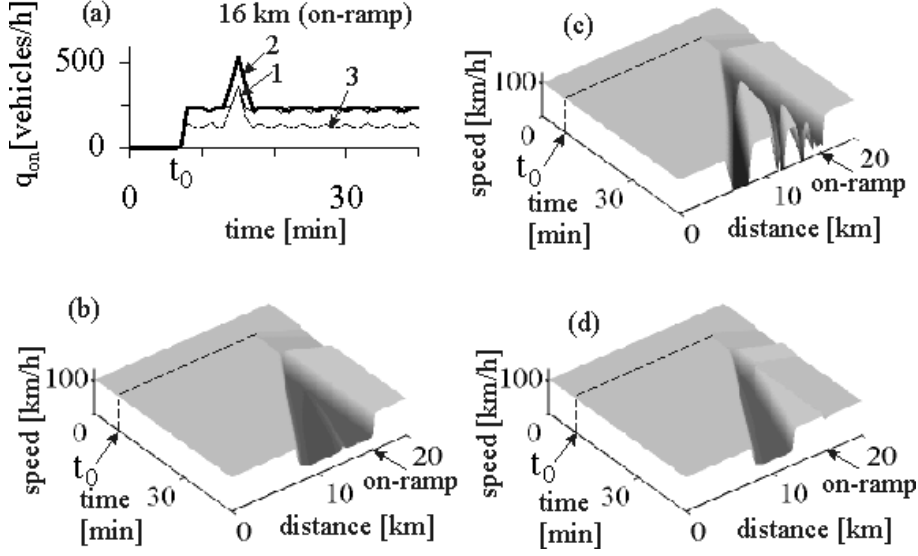 (a) 16 km (on-ramp)
q_on [vehicles/h]
500
0
2
1
3
0 t₀ 30
time [min]
(c)
speed [km/h]
100
0
t₀
time
[min]
30
0
10
20
on-ramp
distance [km]
(b)
speed [km/h]
100
0
t₀
time
[min]
30
0
10
20
on-ramp
distance [km]
(d)
speed [km/h]
100
0
t₀
time
[min]
30
0
10
20
on-ramp
distance [km]